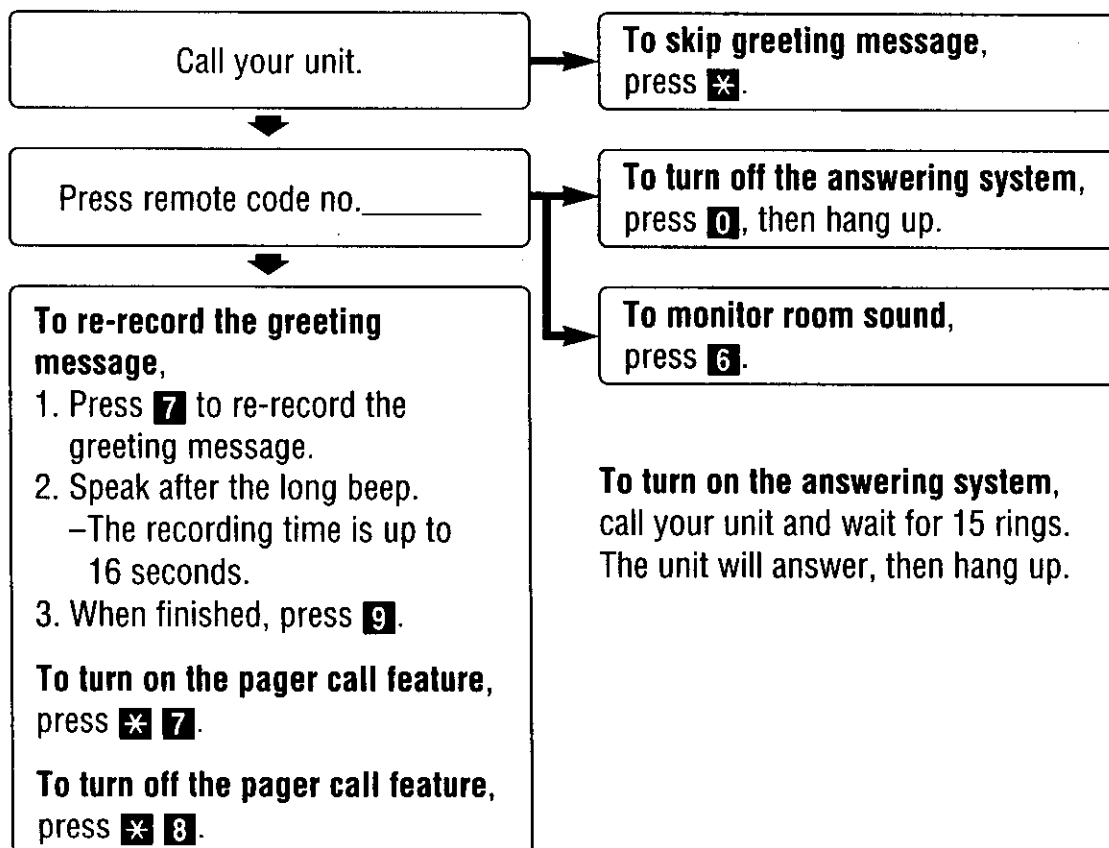 Call your unit.
To skip greeting message,
press *.
Press remote code no._______
To turn off the answering system,
press 0, then hang up.
To monitor room sound,
press 6.
To re-record the greeting
message,
1. Press 7 to re-record the
greeting message.
2. Speak after the long beep.
–The recording time is up to
16 seconds.
3. When finished, press 9.
To turn on the pager call feature,
press * 7.
To turn off the pager call feature,
press * 8.
To turn on the answering system,
call your unit and wait for 15 rings.
The unit will answer, then hang up.